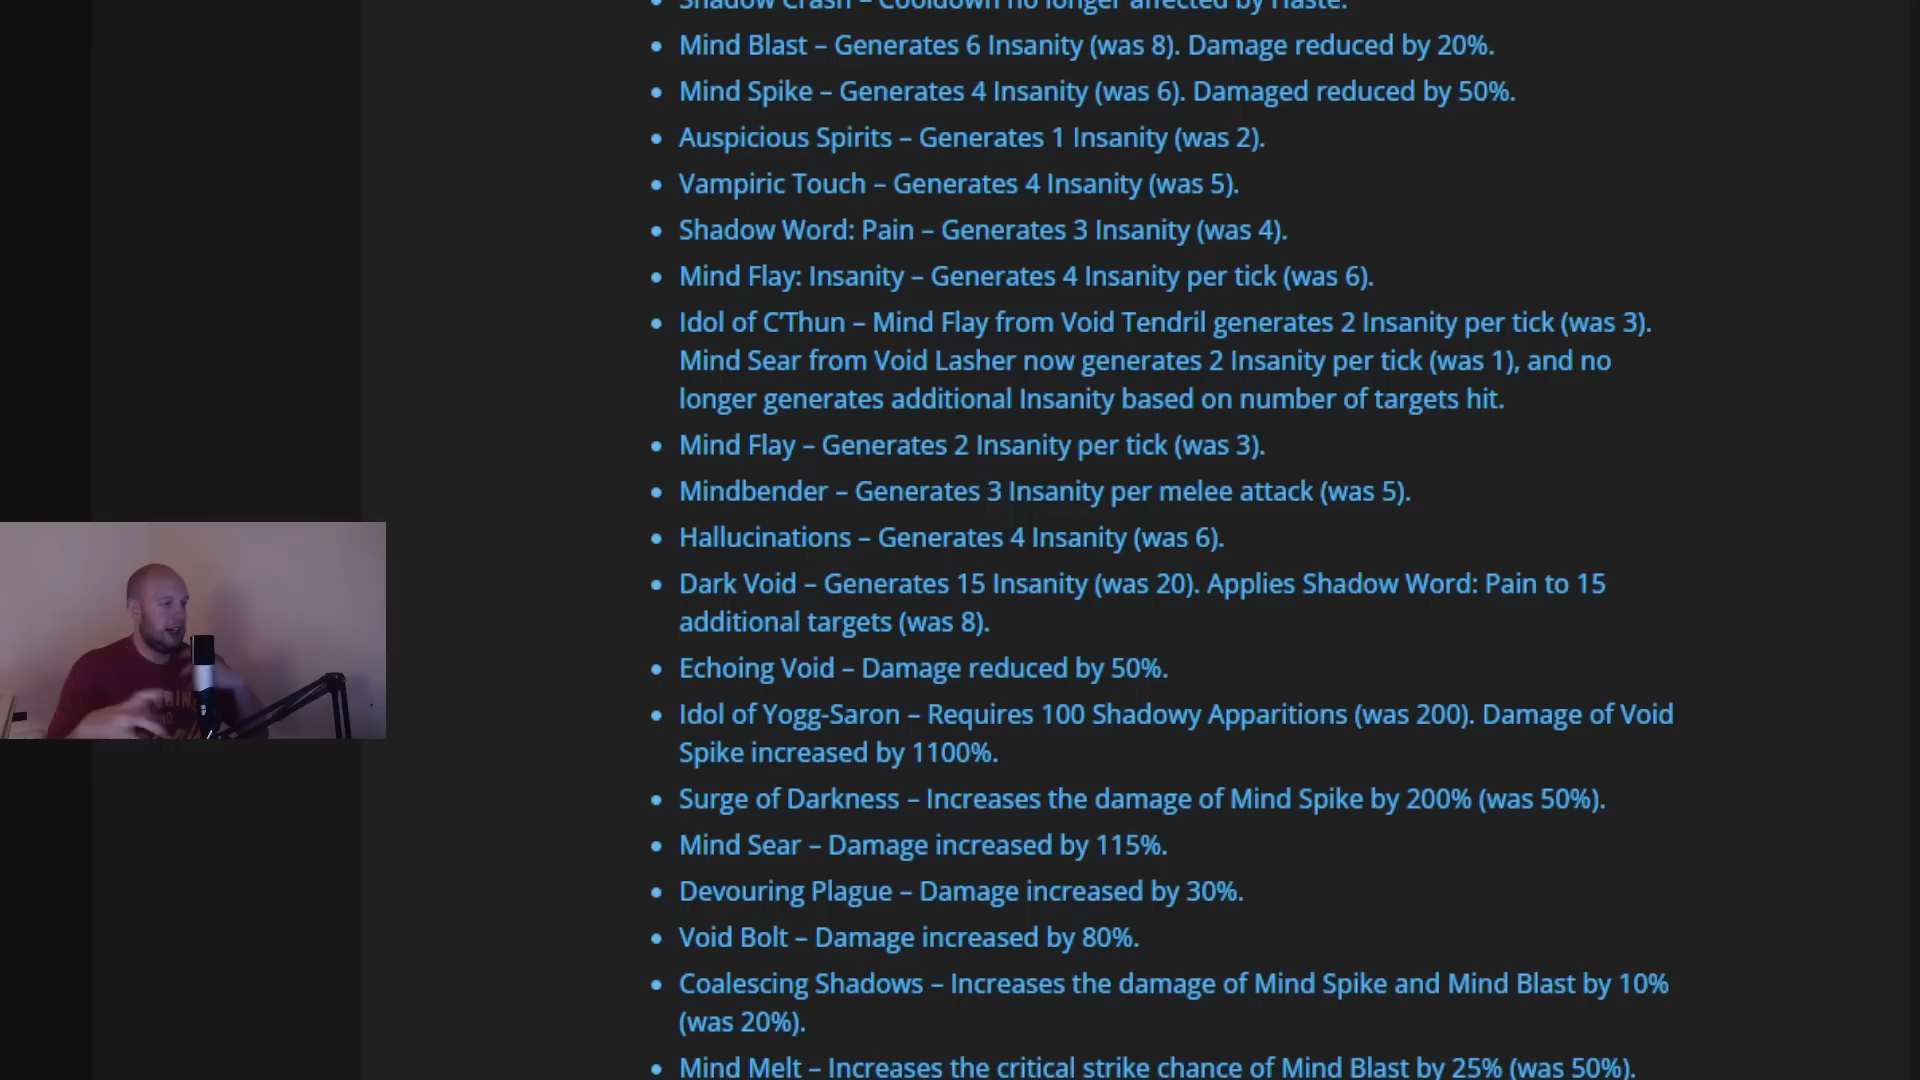 Shadow Crash – Cooldown no longer affected by Haste.
Mind Blast – Generates 6 Insanity (was 8). Damage reduced by 20%.
Mind Spike – Generates 4 Insanity (was 6). Damaged reduced by 50%.
Auspicious Spirits – Generates 1 Insanity (was 2).
Vampiric Touch – Generates 4 Insanity (was 5).
Shadow Word: Pain – Generates 3 Insanity (was 4).
Mind Flay: Insanity – Generates 4 Insanity per tick (was 6).
Idol of C'Thun – Mind Flay from Void Tendril generates 2 Insanity per tick (was 3).
Mind Sear from Void Lasher now generates 2 Insanity per tick (was 1), and no
longer generates additional Insanity based on number of targets hit.
Mind Flay – Generates 2 Insanity per tick (was 3).
Mindbender – Generates 3 Insanity per melee attack (was 5).
Hallucinations – Generates 4 Insanity (was 6).
Dark Void – Generates 15 Insanity (was 20). Applies Shadow Word: Pain to 15
additional targets (was 8).
Echoing Void – Damage reduced by 50%.
Idol of Yogg-Saron – Requires 100 Shadowy Apparitions (was 200). Damage of Void
Spike increased by 1100%.
Surge of Darkness – Increases the damage of Mind Spike by 200% (was 50%).
Mind Sear – Damage increased by 115%.
Devouring Plague – Damage increased by 30%.
Void Bolt – Damage increased by 80%.
Coalescing Shadows – Increases the damage of Mind Spike and Mind Blast by 10%
(was 20%).
Mind Melt – Increases the critical strike chance of Mind Blast by 25% (was 50%).